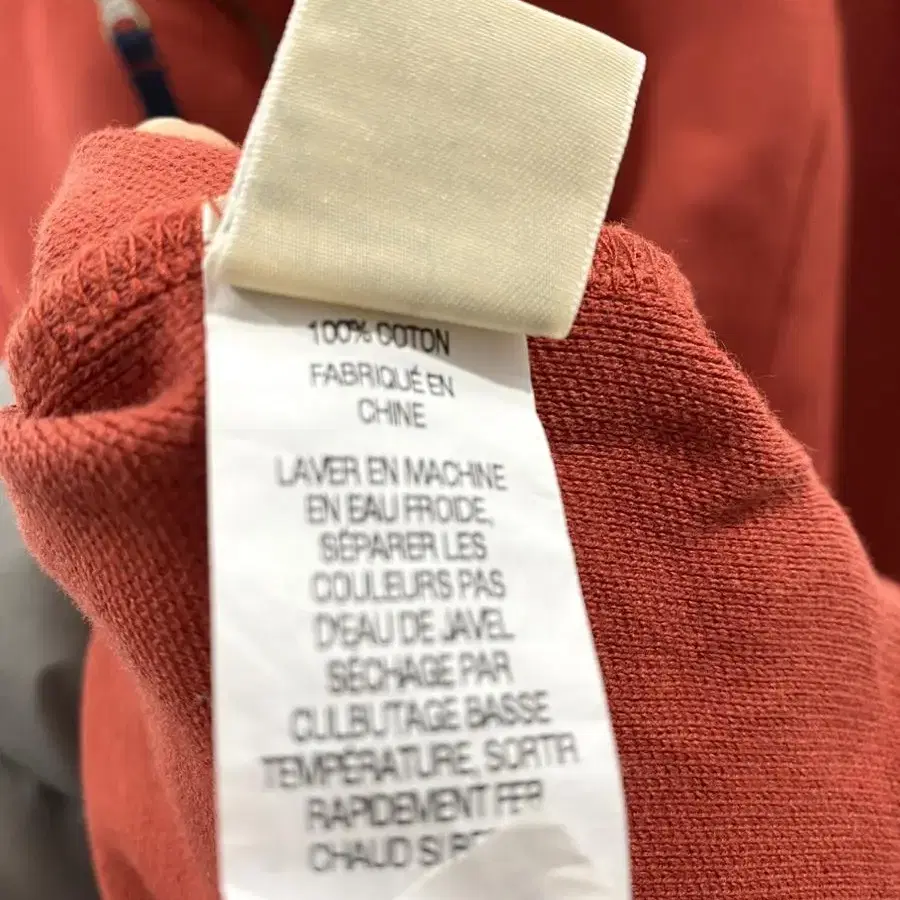 100% COTON
FABRIQUÉ EN
CHINE
LAVER EN MACHINE
EN EAU FROIDE,
SÉPARER LES
COULEURS PAS
D'EAU DE JAVEL
SÉCHAGE PAR
CULBUTAGE BASSE
TEMPÉRATURE, SORTIR
RAPIDEMENT FER
CHAUD SI